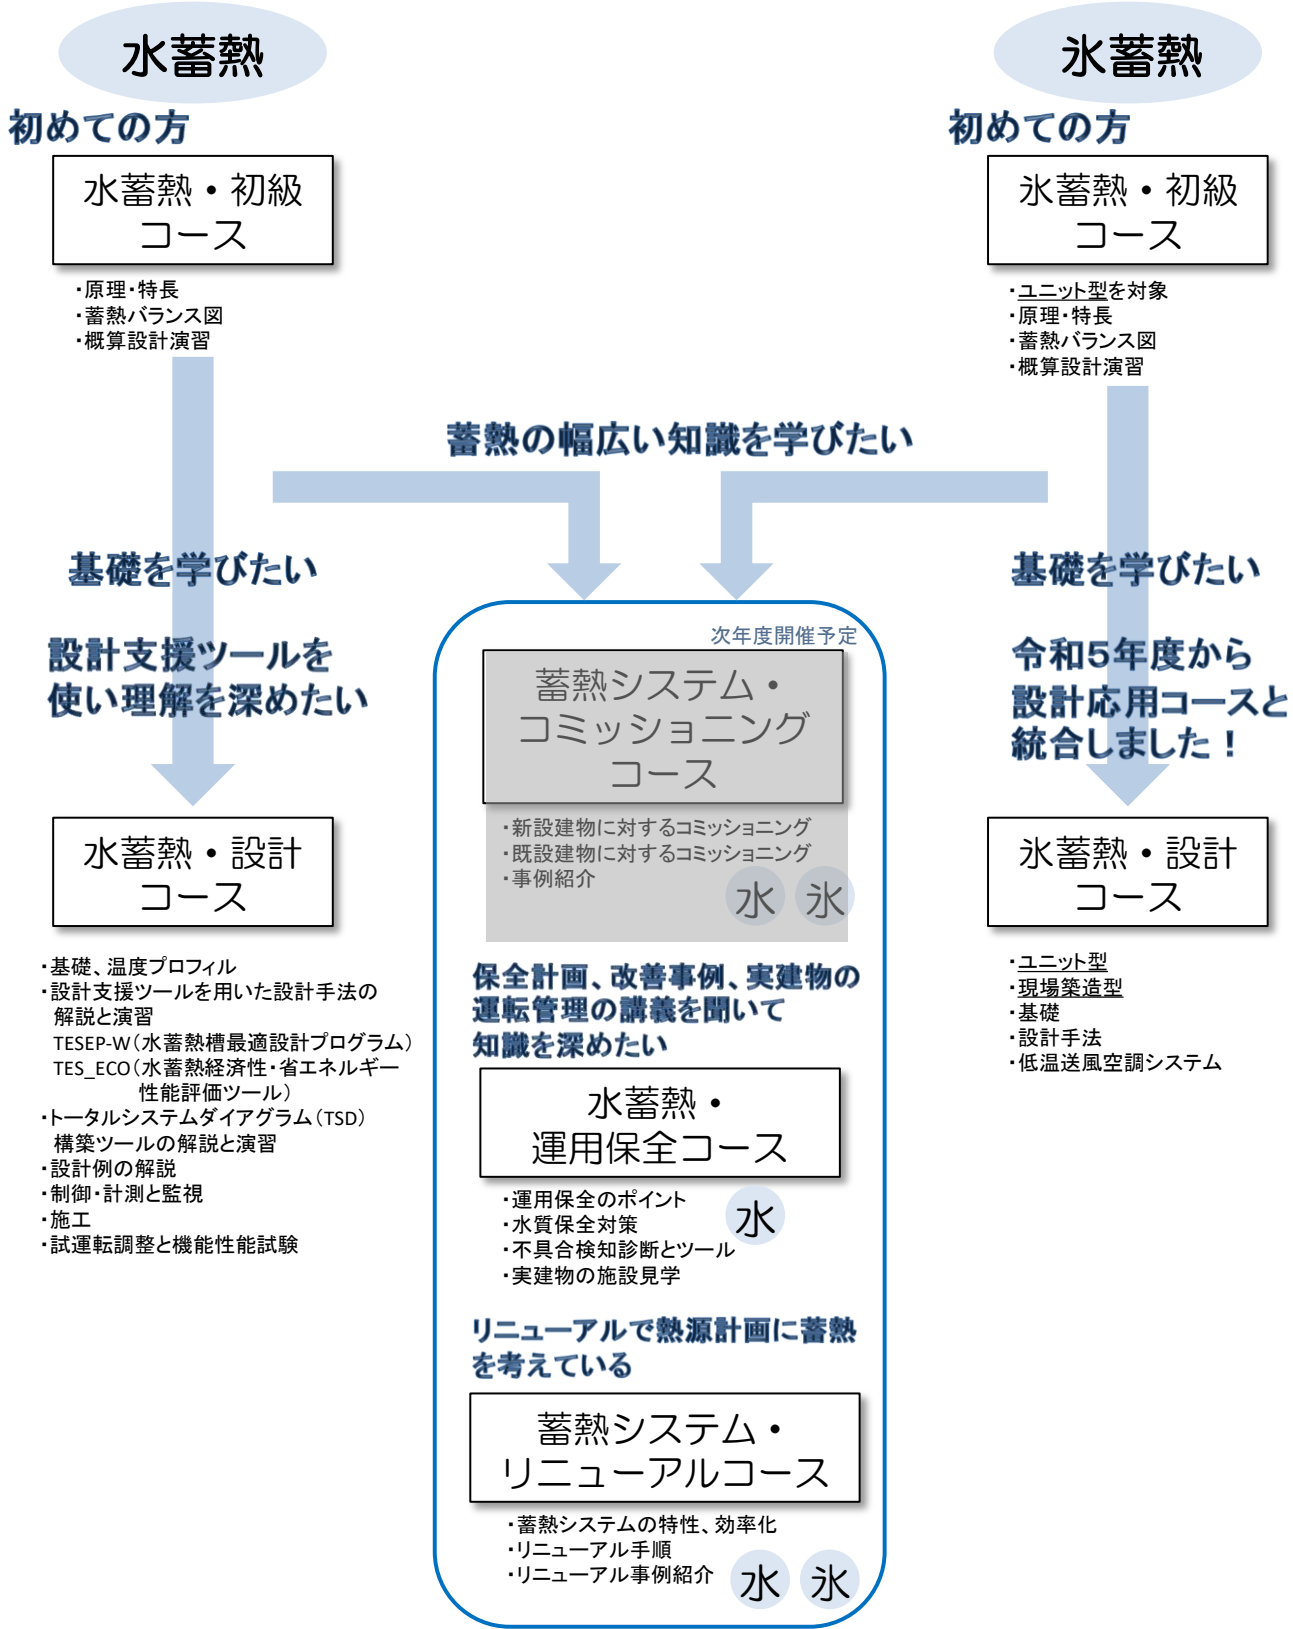 水蓄熱
初めての方
水蓄熱・初級
コース
・原理・特長
・蓄熱バランス図
・概算設計演習
氷蓄熱
初めての方
氷蓄熱・初級
コース
・ユニット型を対象
・原理・特長
・蓄熱バランス図
・概算設計演習
蓄熱の幅広い知識を学びたい
基礎を学びたい
設計支援ツールを
使い理解を深めたい
水蓄熱・設計
コース
・基礎、温度プロフィル
・設計支援ツールを用いた設計手法の
解説と演習
TESEP-W（水蓄熱槽最適設計プログラム）
TES_ECO（水蓄熱経済性・省エネルギー
性能評価ツール）
・トータルシステムダイアグラム（TSD）
構築ツールの解説と演習
・設計例の解説
・制御・計測と監視
・施工
・試運転調整と機能性能試験
次年度開催予定
蓄熱システム・
コミッショニング
コース
・新設建物に対するコミッショニング
・既設建物に対するコミッショニング
・事例紹介
水 氷
保全計画、改善事例、実建物の
運転管理の講義を聞いて
知識を深めたい
水蓄熱・
運用保全コース
・運用保全のポイント
・水質保全対策
・不具合検知診断とツール
・実建物の施設見学
水
リニューアルで熱源計画に蓄熱
を考えている
蓄熱システム・
リニューアルコース
・蓄熱システムの特性、効率化
・リニューアル手順
・リニューアル事例紹介
水 氷
基礎を学びたい
令和5年度から
設計応用コースと
統合しました！
氷蓄熱・設計
コース
・ユニット型
・現場築造型
・基礎
・設計手法
・低温送風空調システム